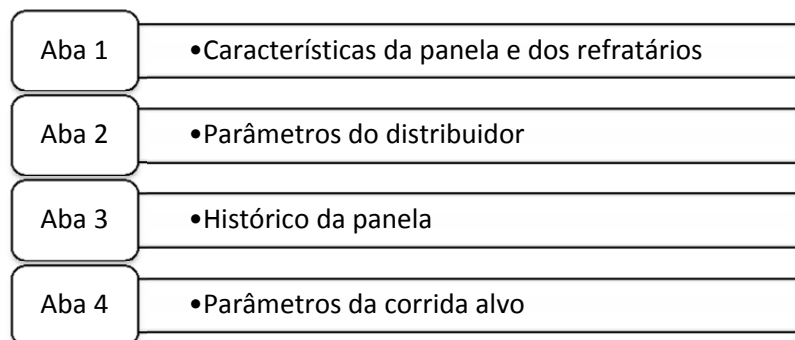 Aba 1
•Características da panela e dos refratários
Aba 2
•Parâmetros do distribuidor
Aba 3
•Histórico da panela
Aba 4
•Parâmetros da corrida alvo